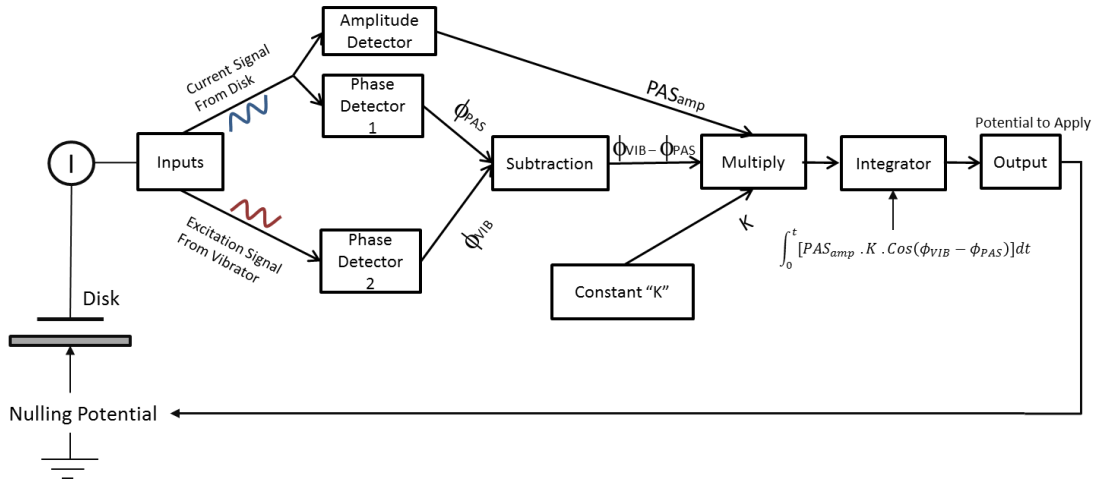 Amplitude
Detector
Current Signal
From Disk
Phase
Detector
1
PASamp
ϕPAS
Potential to Apply
I
Inputs
Subtraction
ϕVIB – ϕPAS
Multiply
Integrator
Output
Excitation Signal
From Vibrator
Phase
Detector
2
ϕVIB
K
∫₀ᵗ[PASamp . K . Cos(ϕVIB − ϕPAS)]dt
Constant “K”
Disk
Nulling Potential